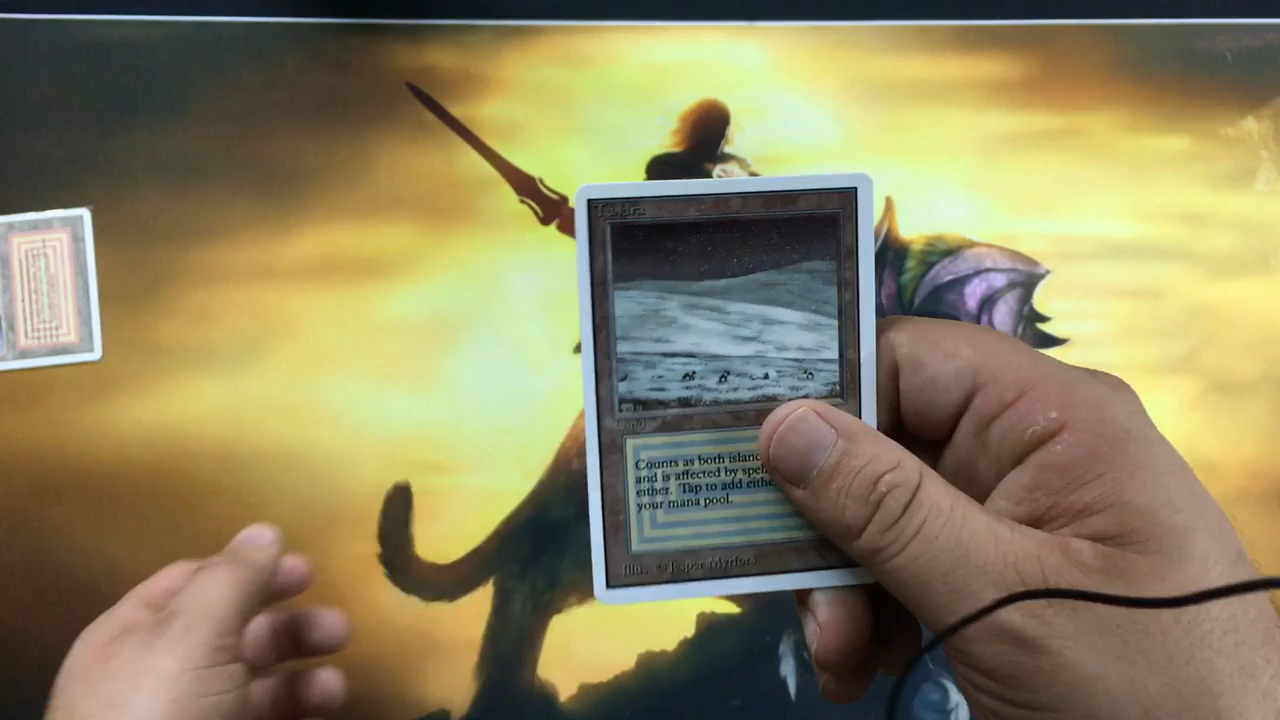 Tundra
Land
Counts as both islan
and is affected by spel
either. Tap to add eithe
your mana pool.
Illus. © Jesper Myrfors